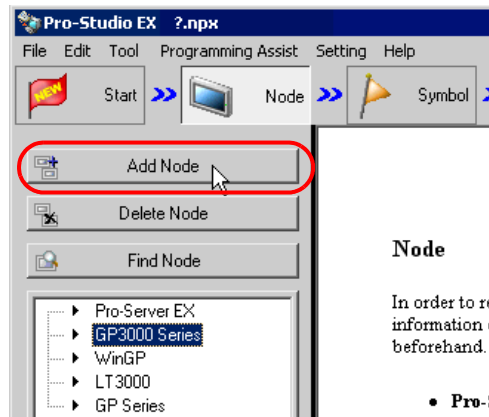 Pro-Studio EX ?.npx
File Edit Tool Programming Assist Setting Help
NEW Start Node Symbol
Add Node
Delete Node
Find Node
Pro-Server EX
GP3000 Series
WinGP
LT3000
GP Series
Node
In order to
information
beforehand.
Pro-